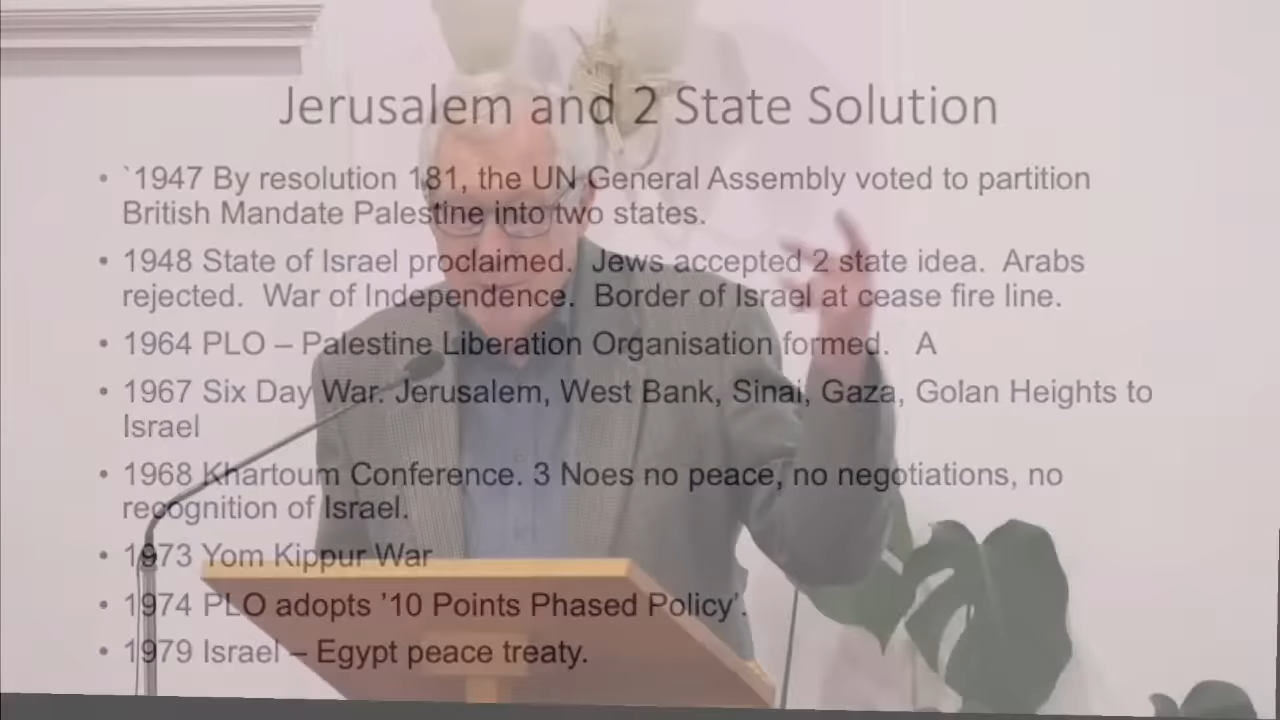 Jerusalem and 2 State Solution
• `1947 By resolution 181, the UN General Assembly voted to partition
British Mandate Palestine into two states.
• 1948 State of Israel proclaimed.  Jews accepted 2 state idea.  Arabs
rejected.  War of Independence.  Border of Israel at cease fire line.
• 1964 PLO – Palestine Liberation Organisation formed.   A
• 1967 Six Day War. Jerusalem, West Bank, Sinai, Gaza, Golan Heights to
Israel
• 1968 Khartoum Conference. 3 Noes no peace, no negotiations, no
recognition of Israel.
• 1973 Yom Kippur War
• 1974 PLO adopts ’10 Points Phased Policy’.
• 1979 Israel – Egypt peace treaty.